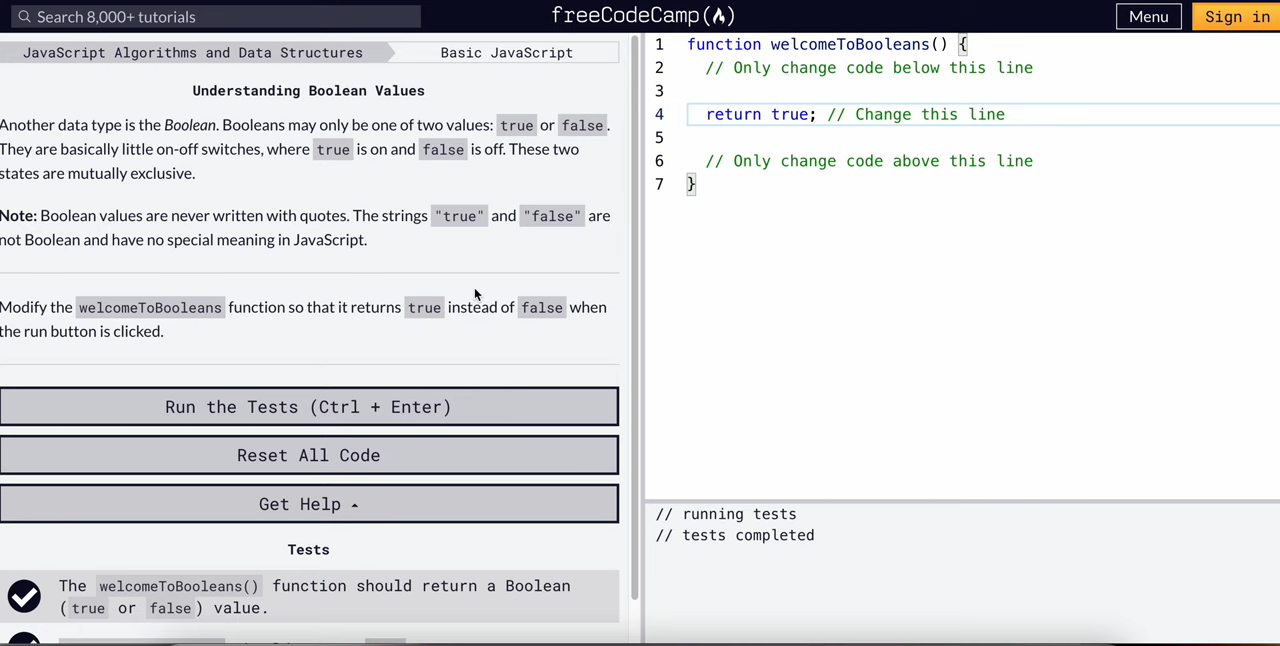 Search 8,000+ tutorials
freeCodeCamp
Menu
Sign in
JavaScript Algorithms and Data Structures
Basic JavaScript
Understanding Boolean Values
Another data type is the Boolean. Booleans may only be one of two values: true or false.
They are basically little on-off switches, where true is on and false is off. These two
states are mutually exclusive.
Note: Boolean values are never written with quotes. The strings "true" and "false" are
not Boolean and have no special meaning in JavaScript.
Modify the welcomeToBooleans function so that it returns true instead of false when
the run button is clicked.
Run the Tests (Ctrl + Enter)
Reset All Code
Get Help
Tests
The welcomeToBooleans() function should return a Boolean
(true or false) value.
1 function welcomeToBooleans() {
2 // Only change code below this line
3
4 return true; // Change this line
5
6 // Only change code above this line
7 }
// running tests
// tests completed